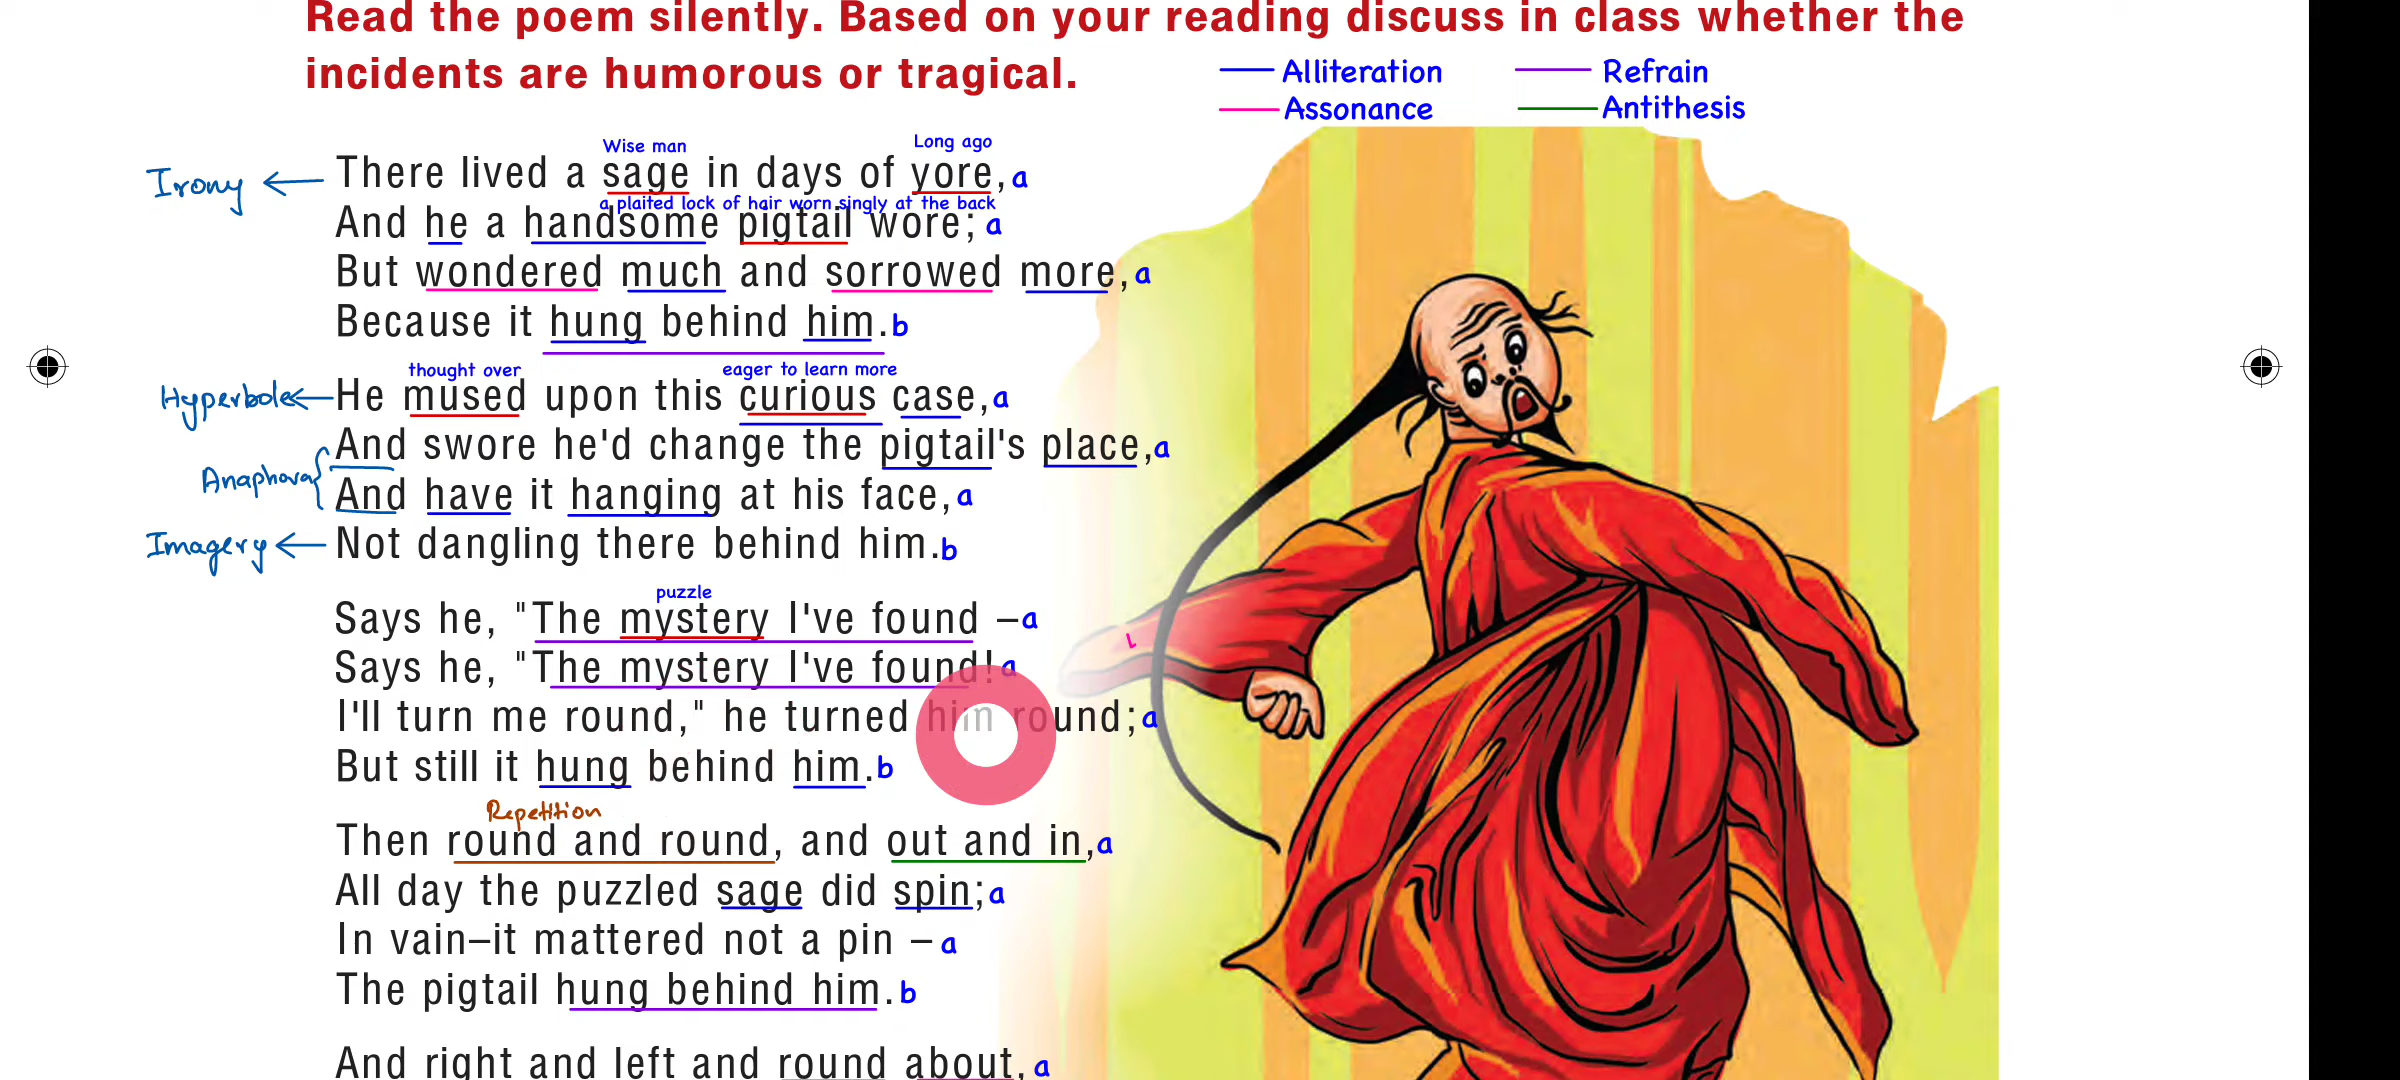 Read the poem silently. Based on your reading discuss in class whether the
incidents are humorous or tragical.
Alliteration Refrain
Assonance Antithesis
Wise man Long ago
Irony There lived a sage in days of yore, a
a plaited lock of hair worn singly at the back
And he a handsome pigtail wore; a
But wondered much and sorrowed more, a
Because it hung behind him. b
thought over eager to learn more
Hyperbole He mused upon this curious case, a
And swore he'd change the pigtail's place, a
Anaphora And have it hanging at his face, a
Imagery Not dangling there behind him. b
puzzle
Says he, "The mystery I've found – a
Says he, "The mystery I've found! a
I'll turn me round," he turned him round; a
But still it hung behind him. b
Repetition
Then round and round, and out and in, a
All day the puzzled sage did spin; a
In vain–it mattered not a pin – a
The pigtail hung behind him. b
And right and left and round about, a